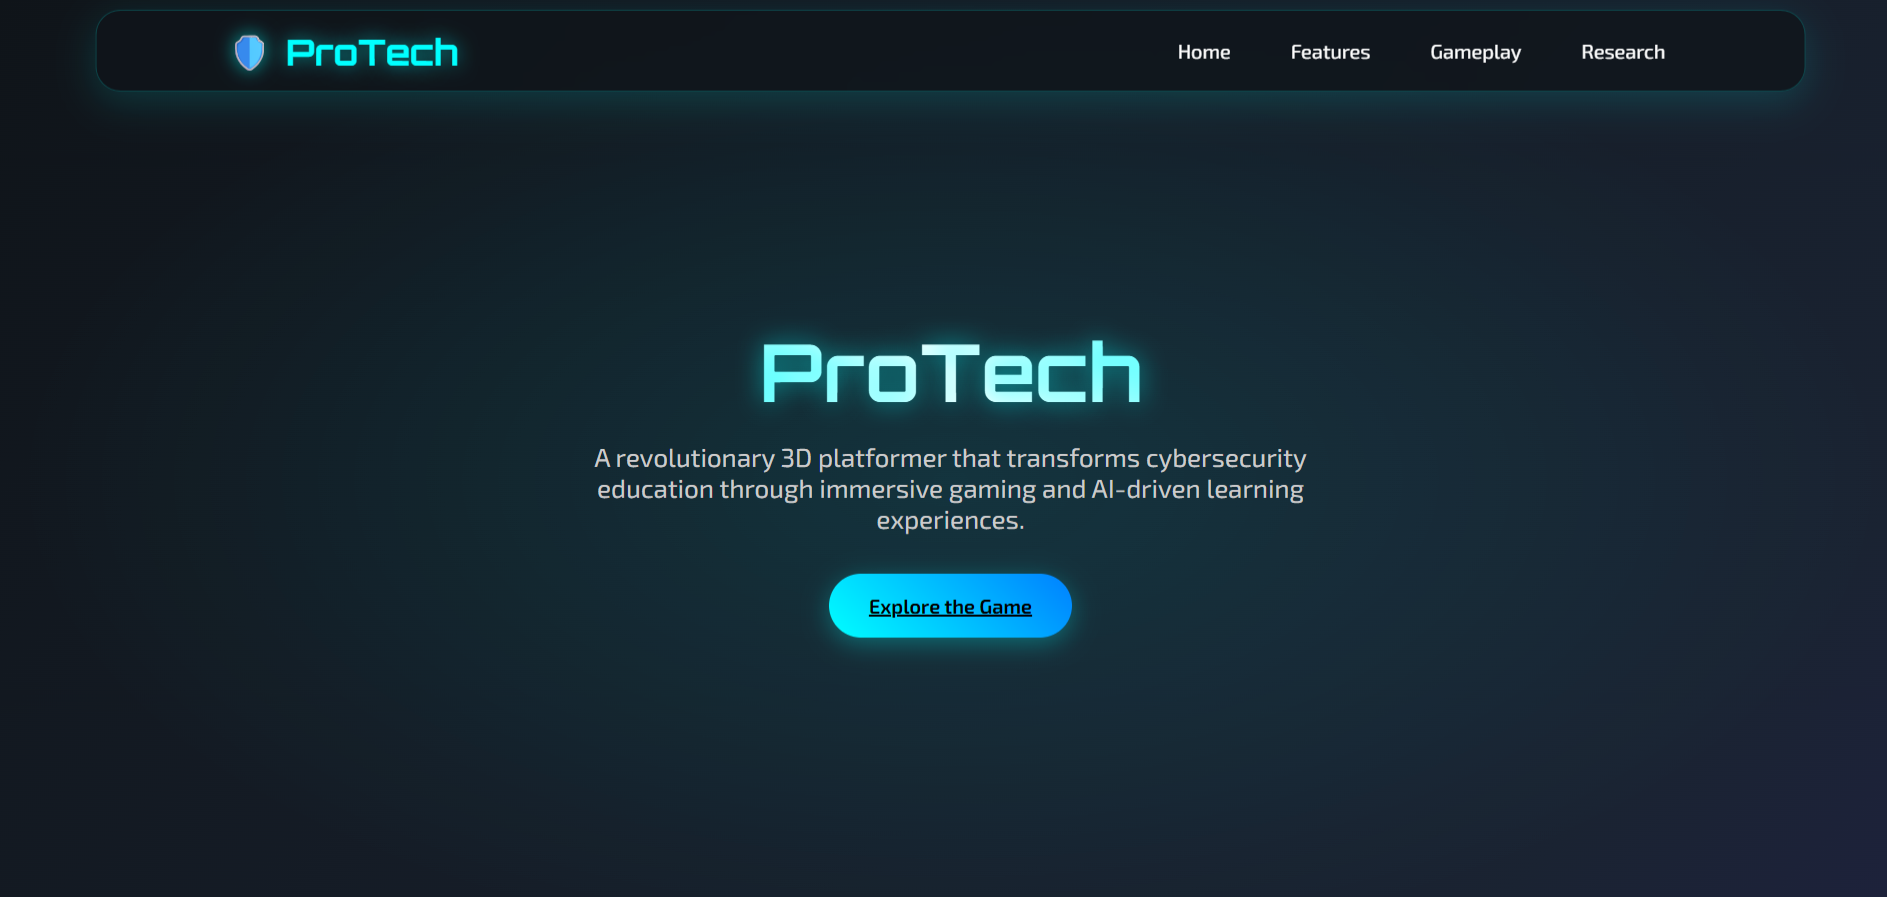 ProTech
Home Features Gameplay Research
ProTech
A revolutionary 3D platformer that transforms cybersecurity
education through immersive gaming and AI-driven learning
experiences.
Explore the Game